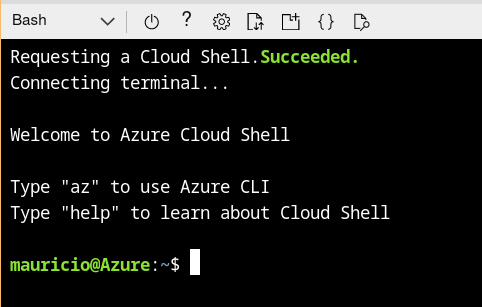 Bash
?
{}
Requesting a Cloud Shell.Succeeded.
Connecting terminal...
Welcome to Azure Cloud Shell
Type "az" to use Azure CLI
Type "help" to learn about Cloud Shell
mauricio@Azure:~$